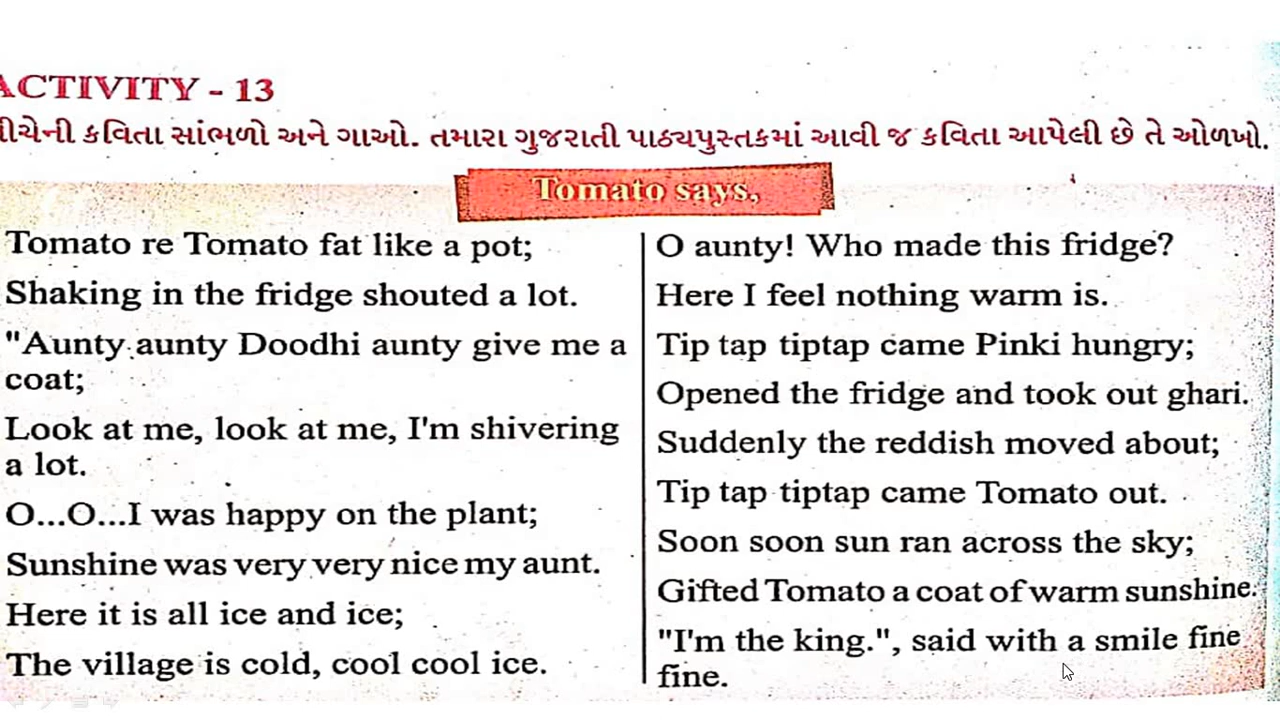 ACTIVITY - 13
નીચેની કવિતા સાંભળો અને ગાઓ. તમારા ગુજરાતી પાઠ્યપુસ્તકમાં આવી જ કવિતા આપેલી છે તે ઓળખો.
Tomato says,
Tomato re Tomato fat like a pot;
Shaking in the fridge shouted a lot.
"Aunty aunty Doodhi aunty give me a
coat;
Look at me, look at me, I'm shivering
a lot.
O...O...I was happy on the plant;
Sunshine was very very nice my aunt.
Here it is all ice and ice;
The village is cold, cool cool ice.
O aunty! Who made this fridge?
Here I feel nothing warm is.
Tip tap tiptap came Pinki hungry;
Opened the fridge and took out ghari.
Suddenly the reddish moved about;
Tip tap tiptap came Tomato out.
Soon soon sun ran across the sky;
Gifted Tomato a coat of warm sunshine.
"I'm the king.", said with a smile fine
fine.